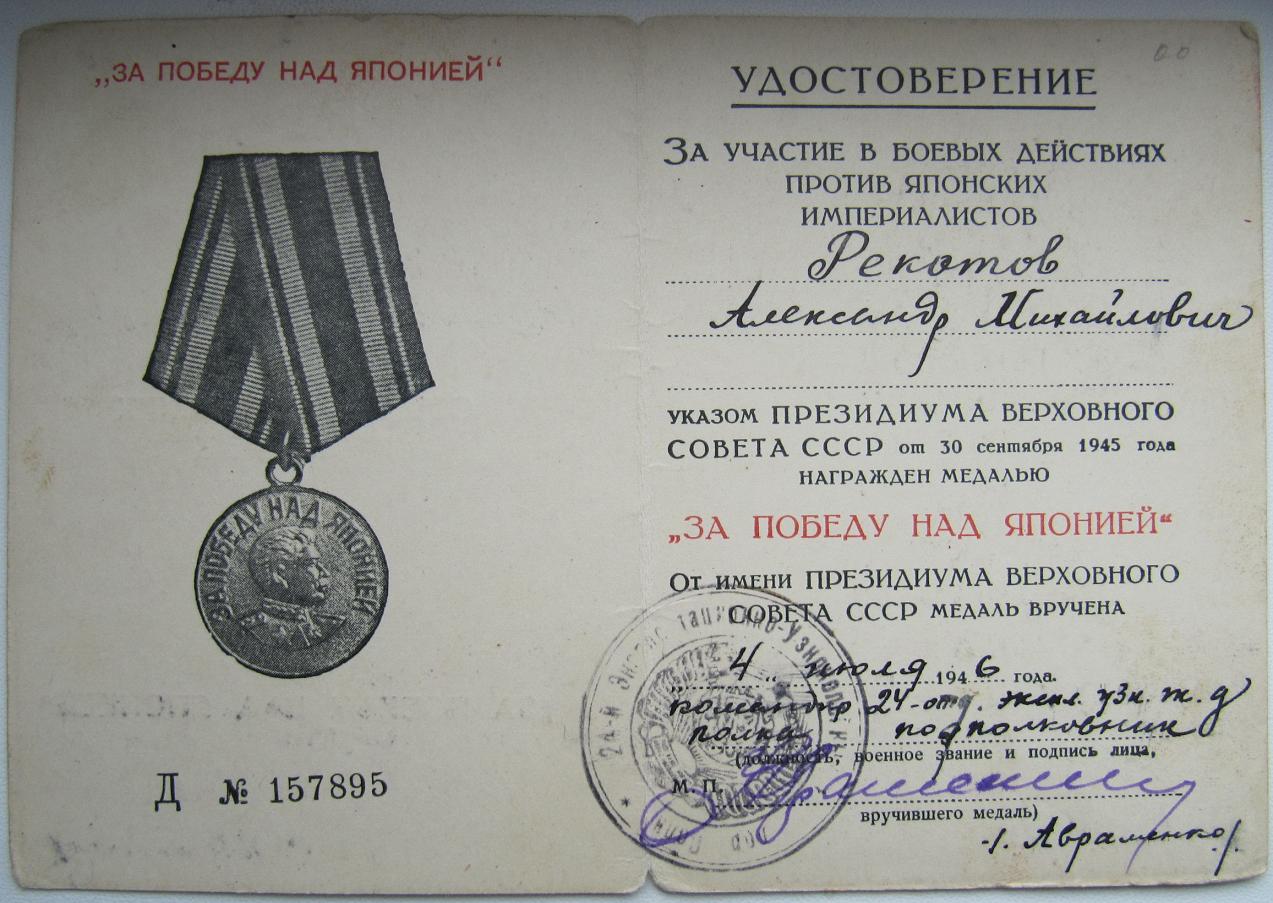 „ЗА ПОБЕДУ НАД ЯПОНИЕЙ“
ЗА ПОБЕДУ НАД ЯПОНИЕЙ
Д № 157895
УДОСТОВЕРЕНИЕ
ЗА УЧАСТИЕ В БОЕВЫХ ДЕЙСТВИЯХ
ПРОТИВ ЯПОНСКИХ
ИМПЕРИАЛИСТОВ
Рекотов
Александр Михайлович
УКАЗОМ ПРЕЗИДИУМА ВЕРХОВНОГО
СОВЕТА СССР от 30 сентября 1945 года
НАГРАЖДЕН МЕДАЛЬЮ
„ЗА ПОБЕДУ НАД ЯПОНИЕЙ“
ОТ ИМЕНИ ПРЕЗИДИУМА ВЕРХОВНОГО
СОВЕТА СССР МЕДАЛЬ ВРУЧЕНА
4 июля 1946 года.
командир 24-отд. экспл. узк. ж. д
полка подполковник
(должность, военное звание и подпись лица,
М. П.
вручившего медаль)
/. Авраменко/.